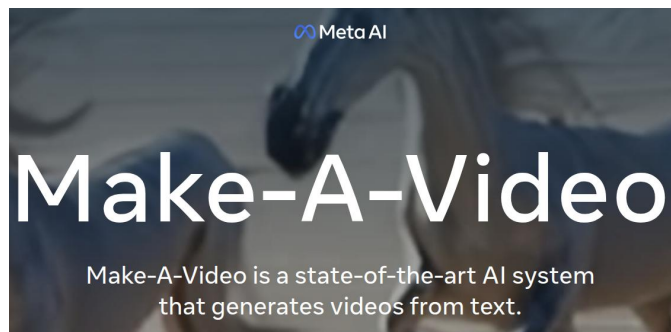 Meta AI
Make-A-Video
Make-A-Video is a state-of-the-art AI system
that generates videos from text.